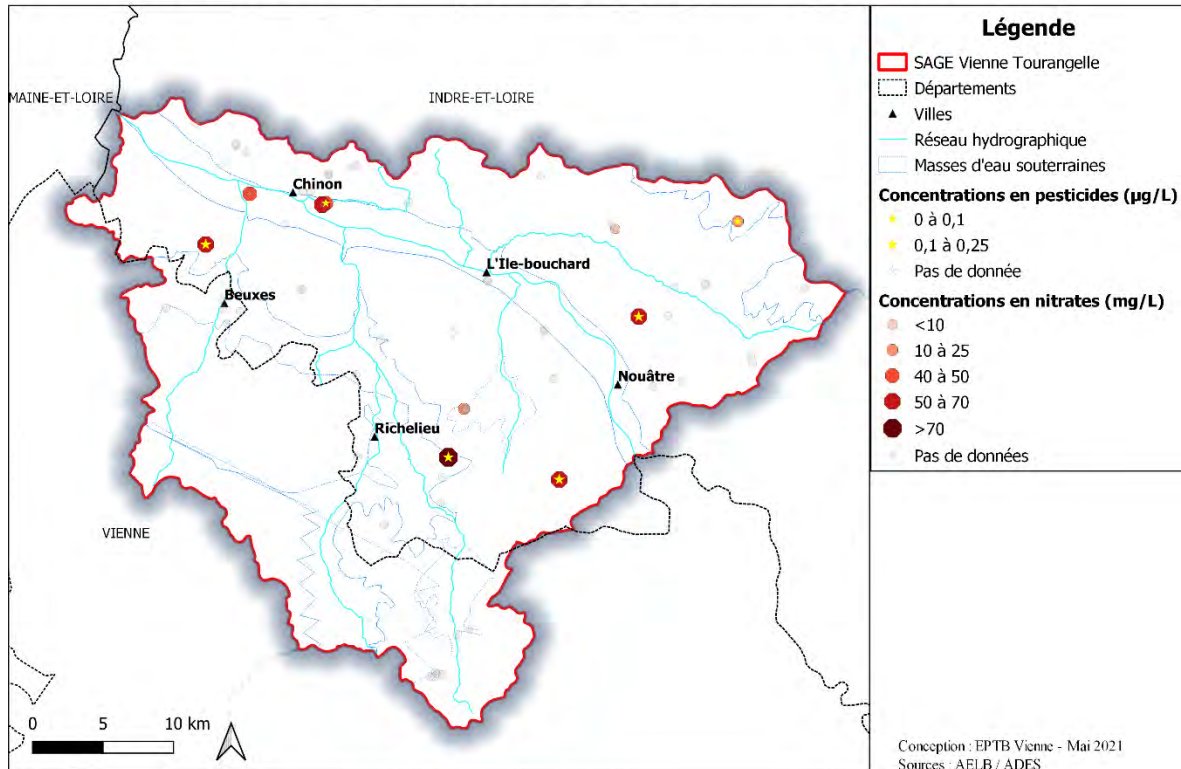 MAINE-ET-LOIRE
INDRE-ET-LOIRE
Chinon
L'Ile-bouchard
Beuxes
Nouâtre
Richelieu
VIENNE
0 5 10 km
Légende
SAGE Vienne Tourangelle
Départements
Villes
Réseau hydrographique
Masses d'eau souterraines
Concentrations en pesticides (µg/L)
0 à 0,1
0,1 à 0,25
Pas de donnée
Concentrations en nitrates (mg/L)
<10
10 à 25
40 à 50
50 à 70
>70
Pas de données
Conception : EPTB Vienne - Mai 2021
Sources : AELB / ADES